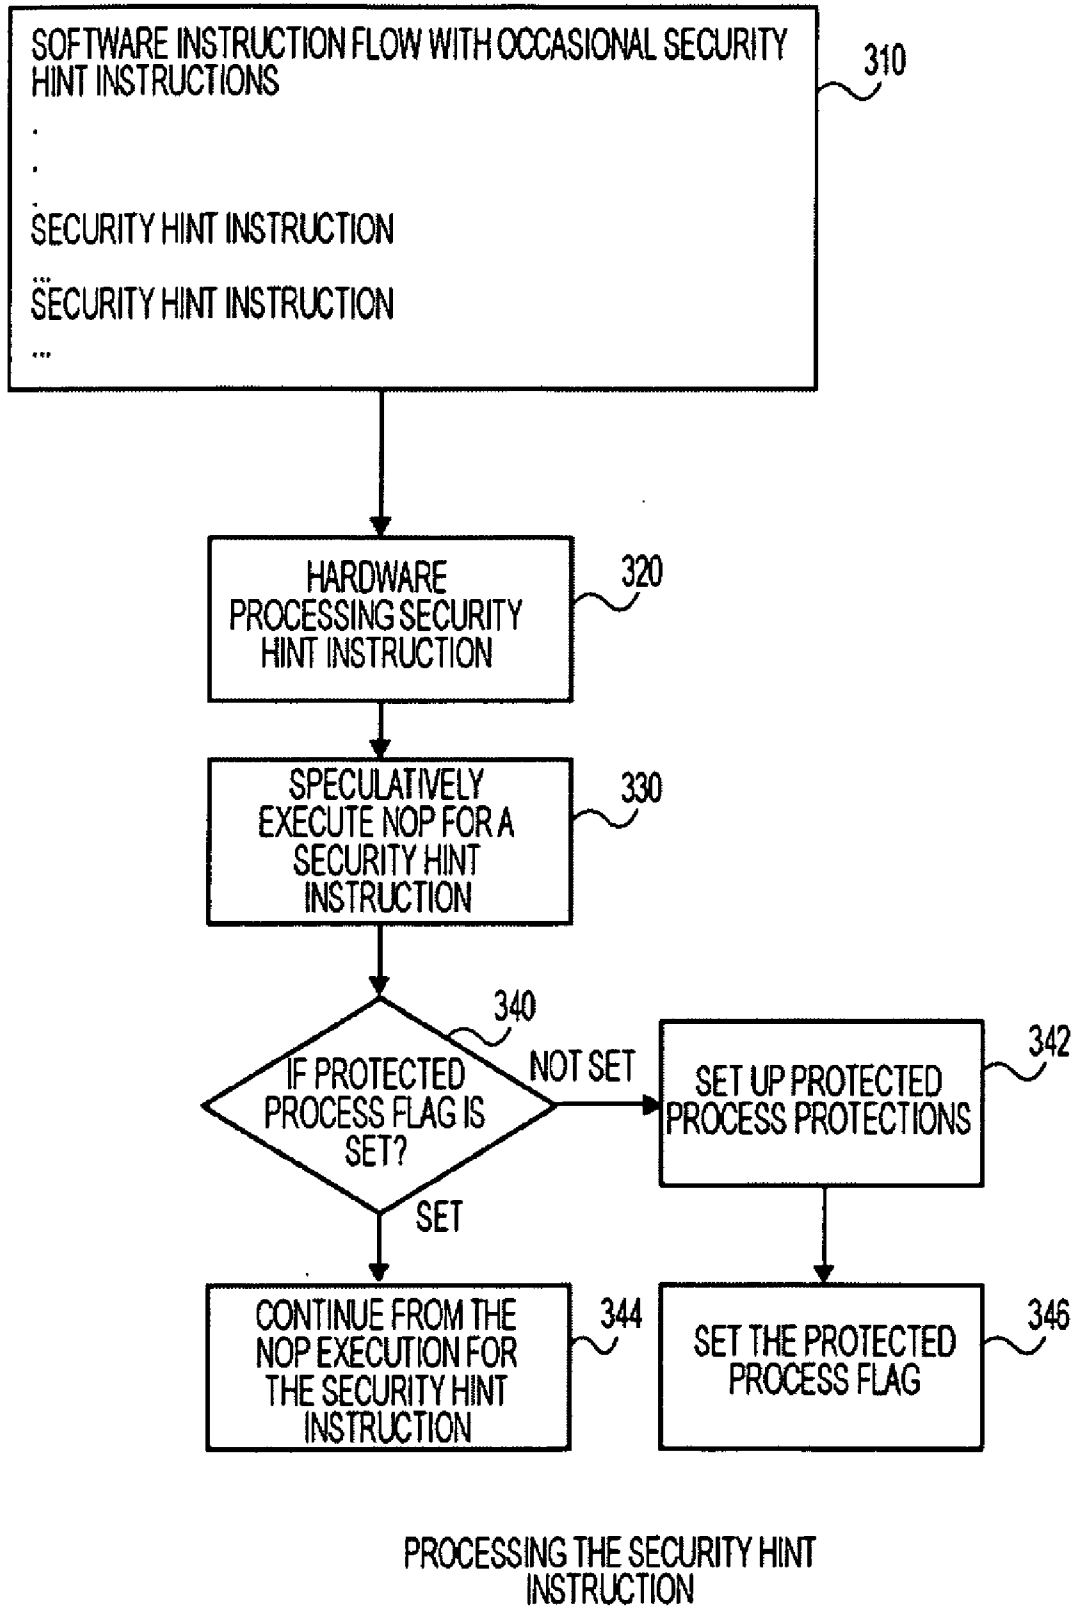 SOFTWARE INSTRUCTION FLOW WITH OCCASIONAL SECURITY
HINT INSTRUCTIONS
.
.
.
SECURITY HINT INSTRUCTION
...
SECURITY HINT INSTRUCTION
...
310
HARDWARE
PROCESSING SECURITY
HINT INSTRUCTION
320
SPECULATIVELY
EXECUTE NOP FOR A
SECURITY HINT
INSTRUCTION
330
340
IF PROTECTED
PROCESS FLAG IS
SET?
NOT SET
SET
SET UP PROTECTED
PROCESS PROTECTIONS
342
CONTINUE FROM THE
NOP EXECUTION FOR
THE SECURITY HINT
INSTRUCTION
344
SET THE PROTECTED
PROCESS FLAG
346
PROCESSING THE SECURITY HINT
INSTRUCTION